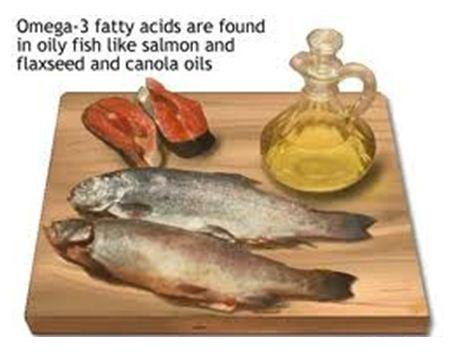 Omega-3 fatty acids are found
in oily fish like salmon and
flaxseed and canola oils